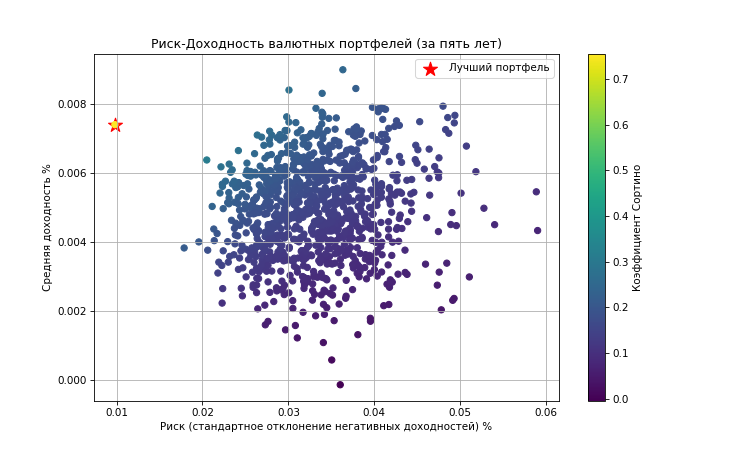 Риск-Доходность валютных портфелей (за пять лет)
Лучший портфель
Средняя доходность %
0.008
0.006
0.004
0.002
0.000
0.01 0.02 0.03 0.04 0.05 0.06
Риск (стандартное отклонение негативных доходностей) %
0.7
0.6
0.5
0.4
0.3
0.2
0.1
0.0
Коэффициент Сортино